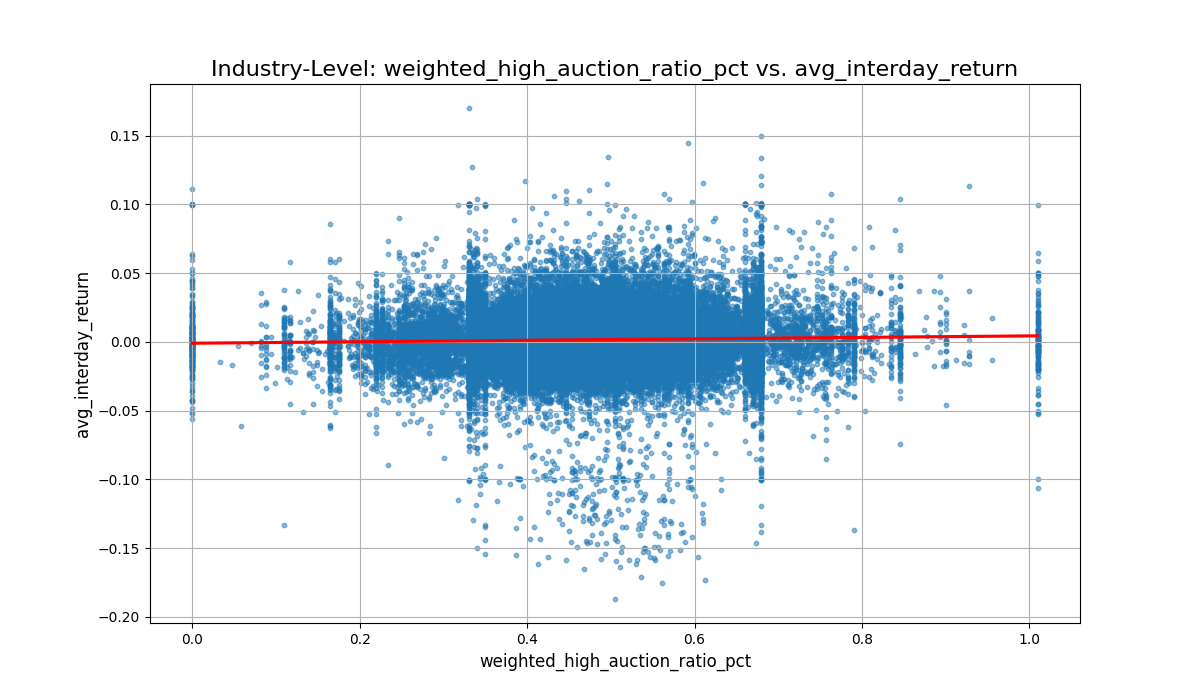 Industry-Level: weighted_high_auction_ratio_pct vs. avg_interday_return
avg_interday_return
0.15
0.10
0.05
0.00
−0.05
−0.10
−0.15
−0.20
0.0 0.2 0.4 0.6 0.8 1.0
weighted_high_auction_ratio_pct